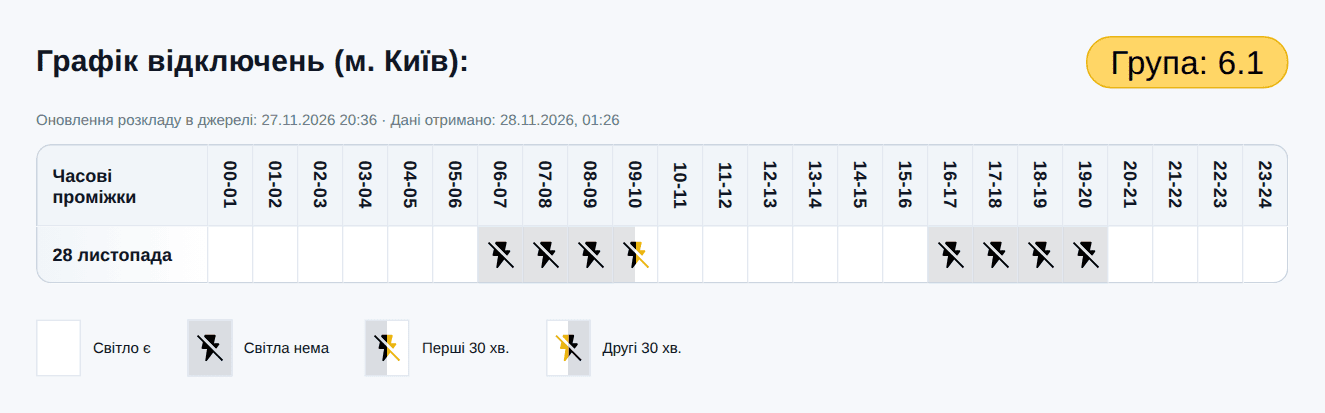 Графік відключень (м. Київ):
Група: 6.1
Оновлення розкладу в джерелі: 27.11.2026 20:36 · Дані отримано: 28.11.2026, 01:26
Часові
проміжки
00-01
01-02
02-03
03-04
04-05
05-06
06-07
07-08
08-09
09-10
10-11
11-12
12-13
13-14
14-15
15-16
16-17
17-18
18-19
19-20
20-21
21-22
22-23
23-24
28 листопада
Світло є
Світла нема
Перші 30 хв.
Другі 30 хв.